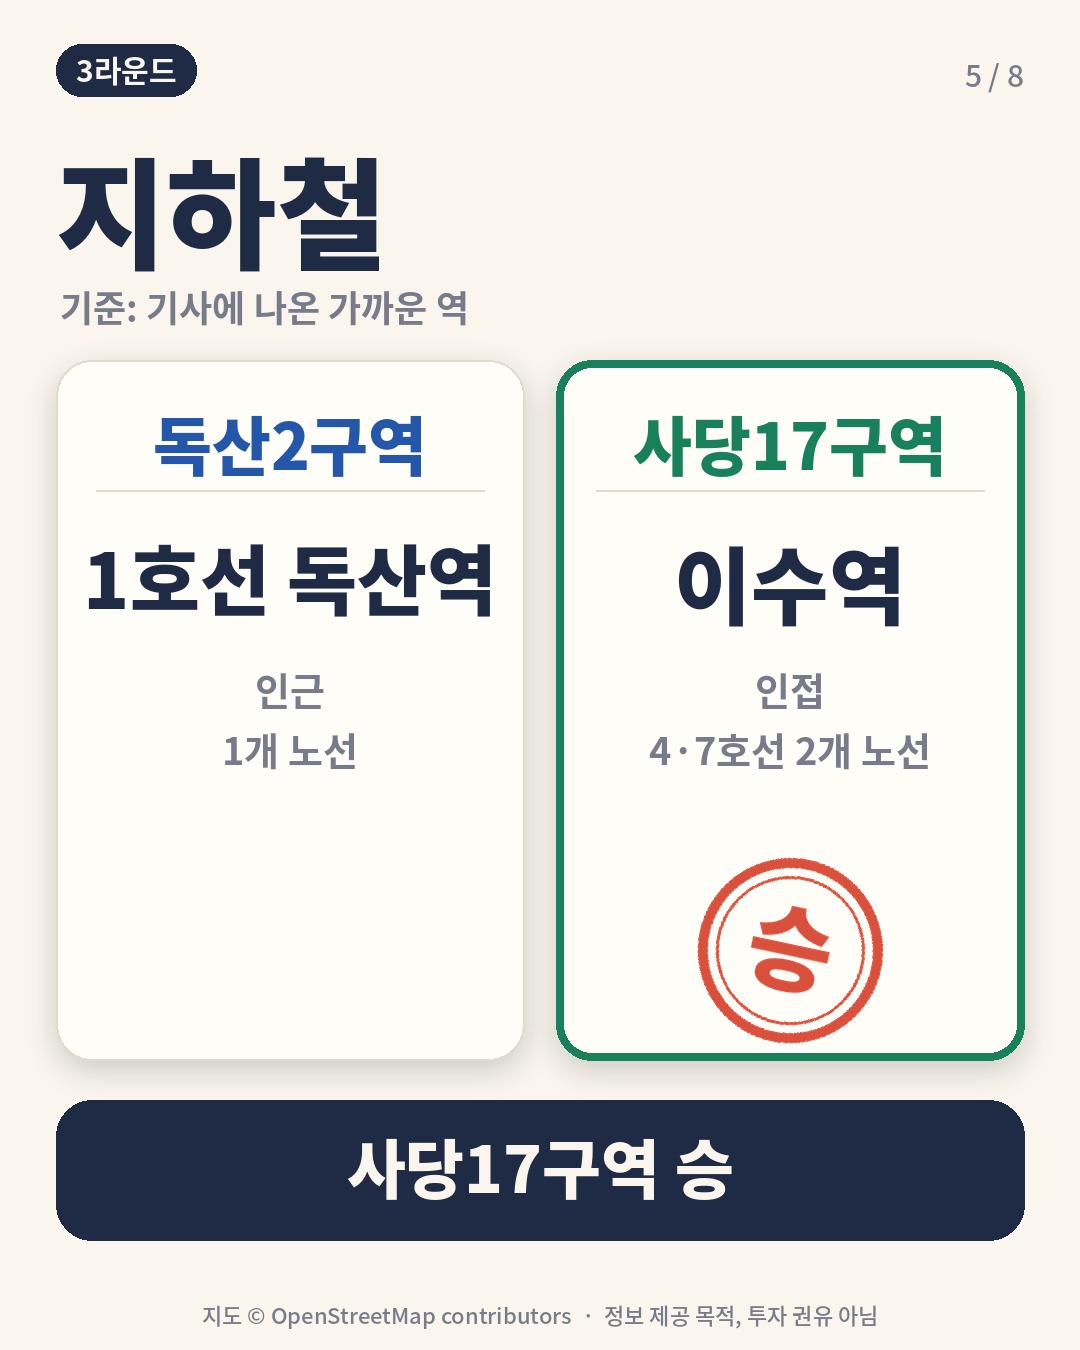 3라운드
5 / 8
지하철
기준: 기사에 나온 가까운 역
독산2구역
1호선 독산역
인근
1개 노선
사당17구역
이수역
인접
4·7호선 2개 노선
승
사당17구역 승
지도 © OpenStreetMap contributors · 정보 제공 목적, 투자 권유 아님